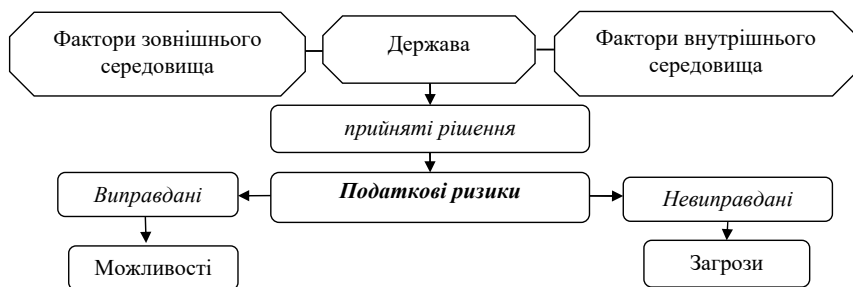 Фактори зовнішнього
середовища
Держава
Фактори внутрішнього
середовища
прийняті рішення
Виправдані
Податкові ризики
Невиправдані
Можливості
Загрози